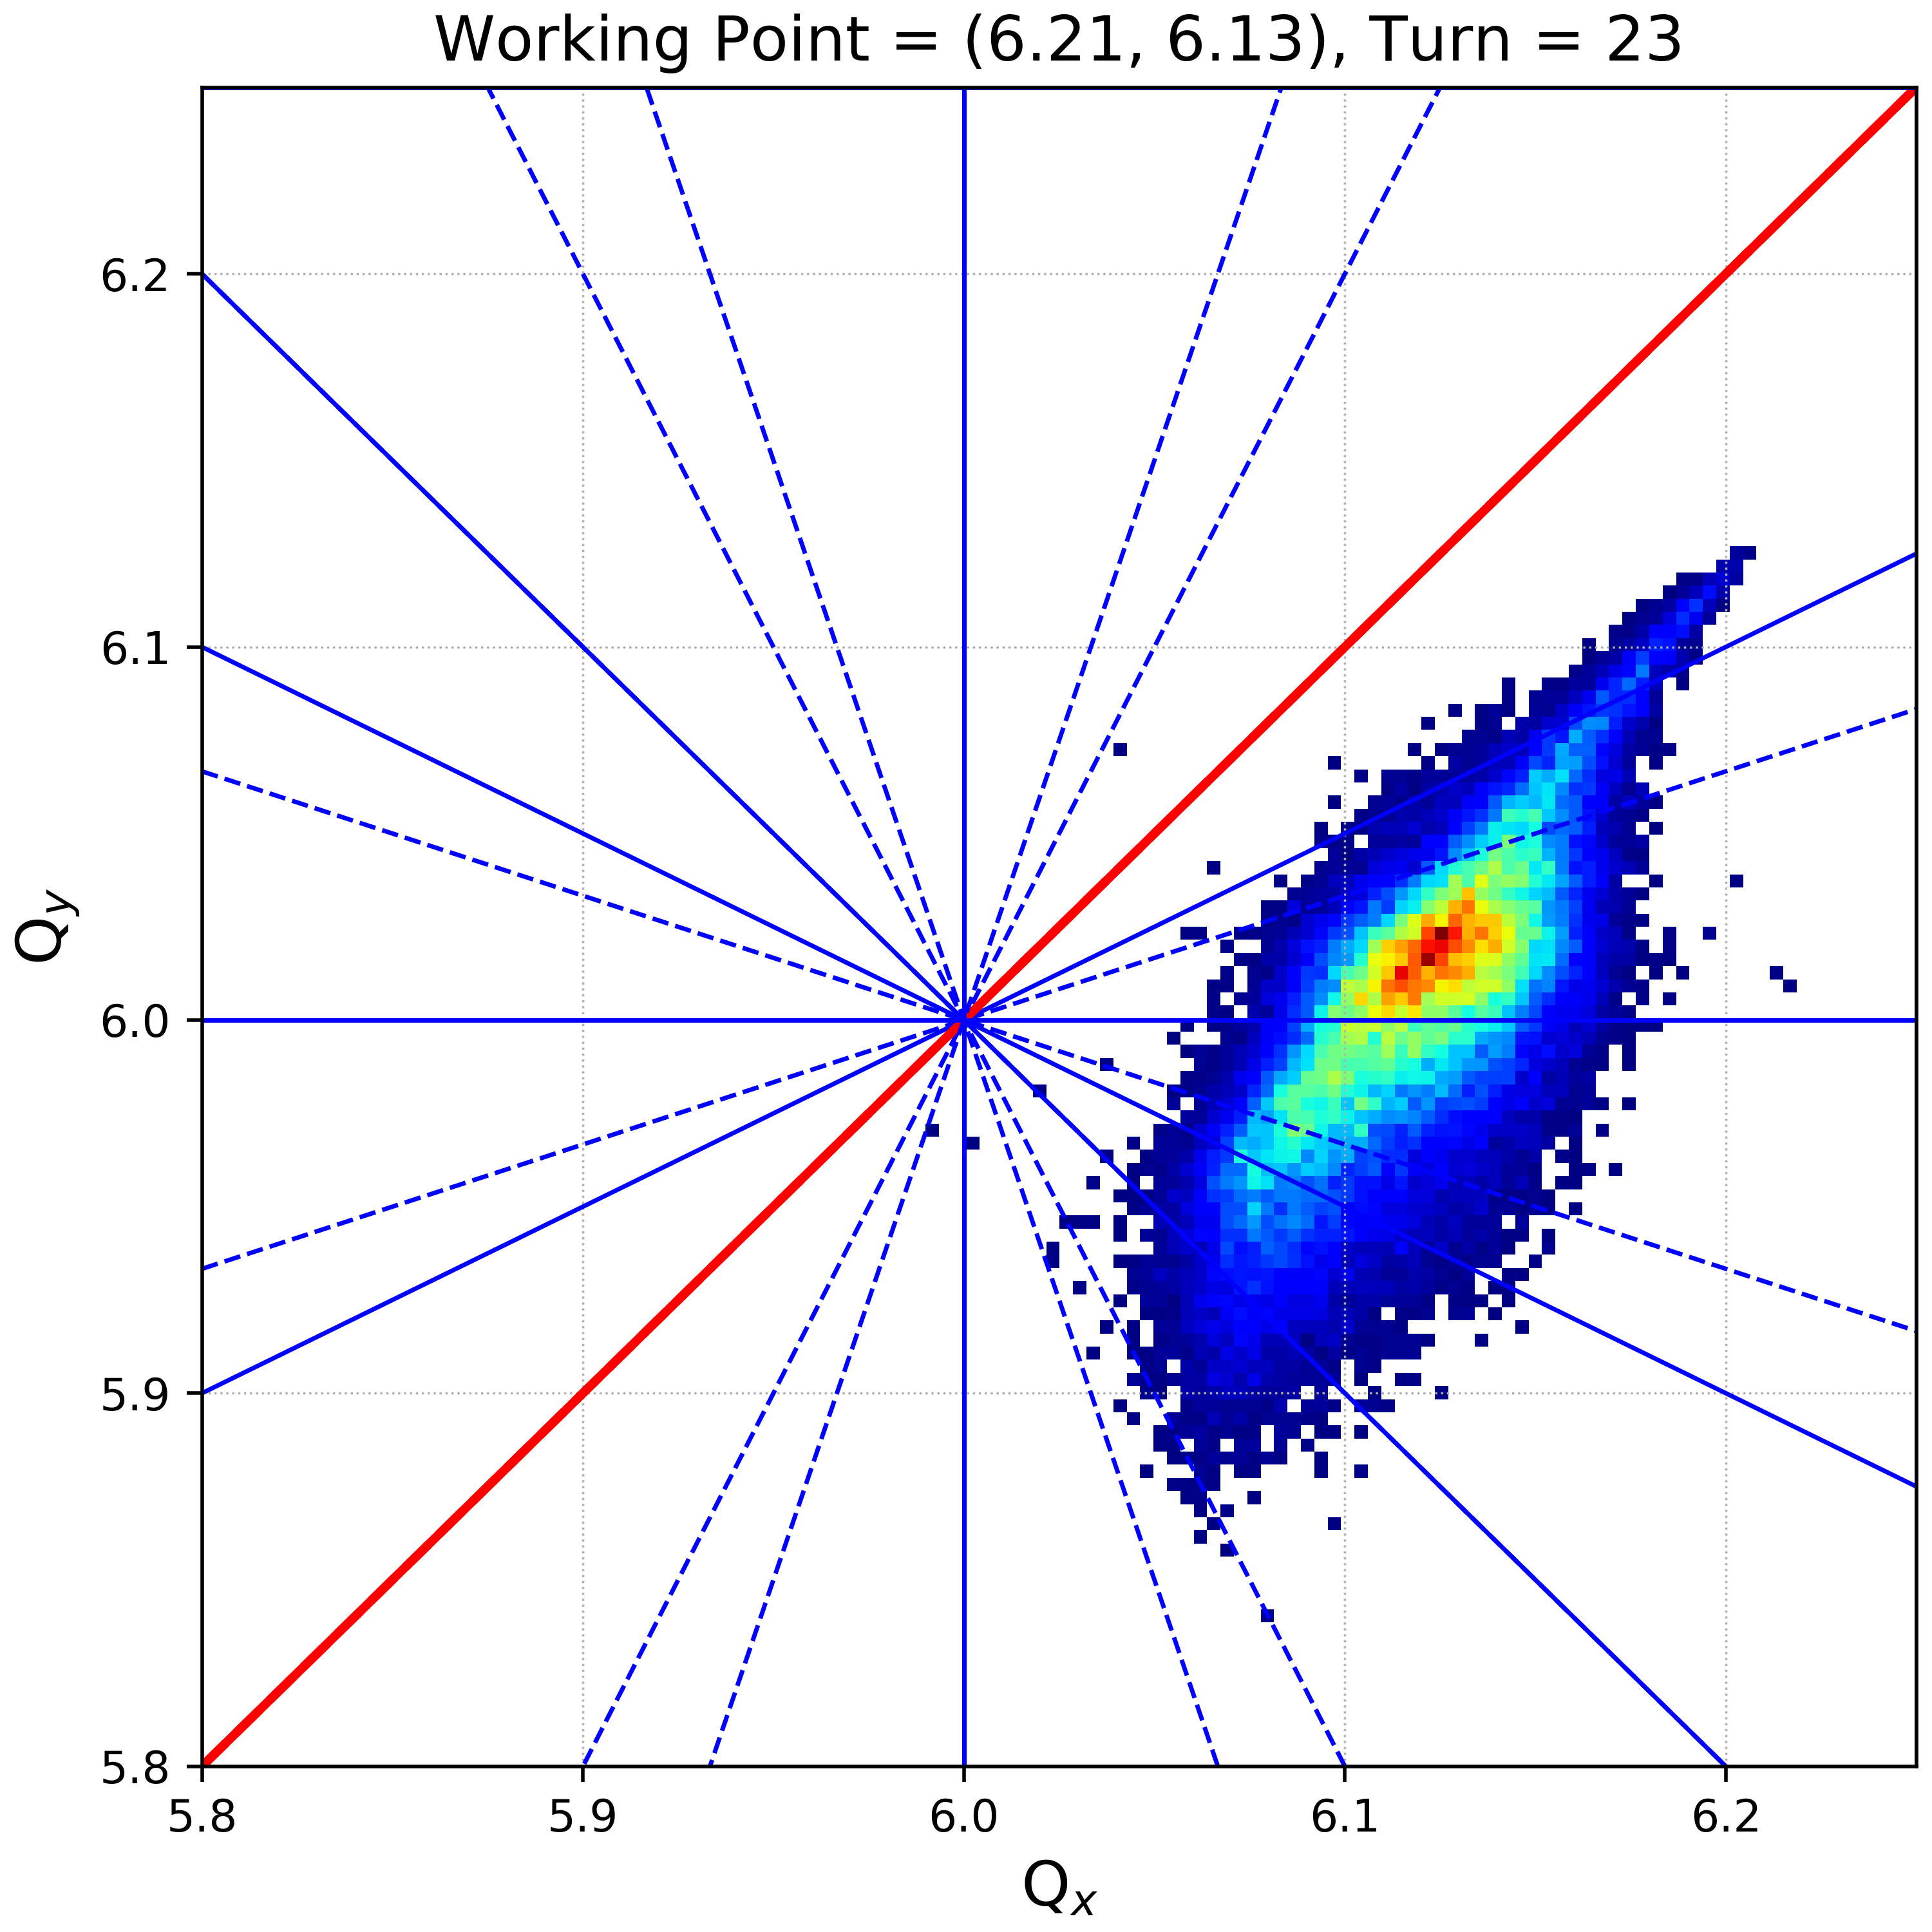 Working Point = (6.21, 6.13), Turn = 23
6.2
6.1
6.0
5.9
5.8
Qy
5.8 5.9 6.0 6.1 6.2
Qx